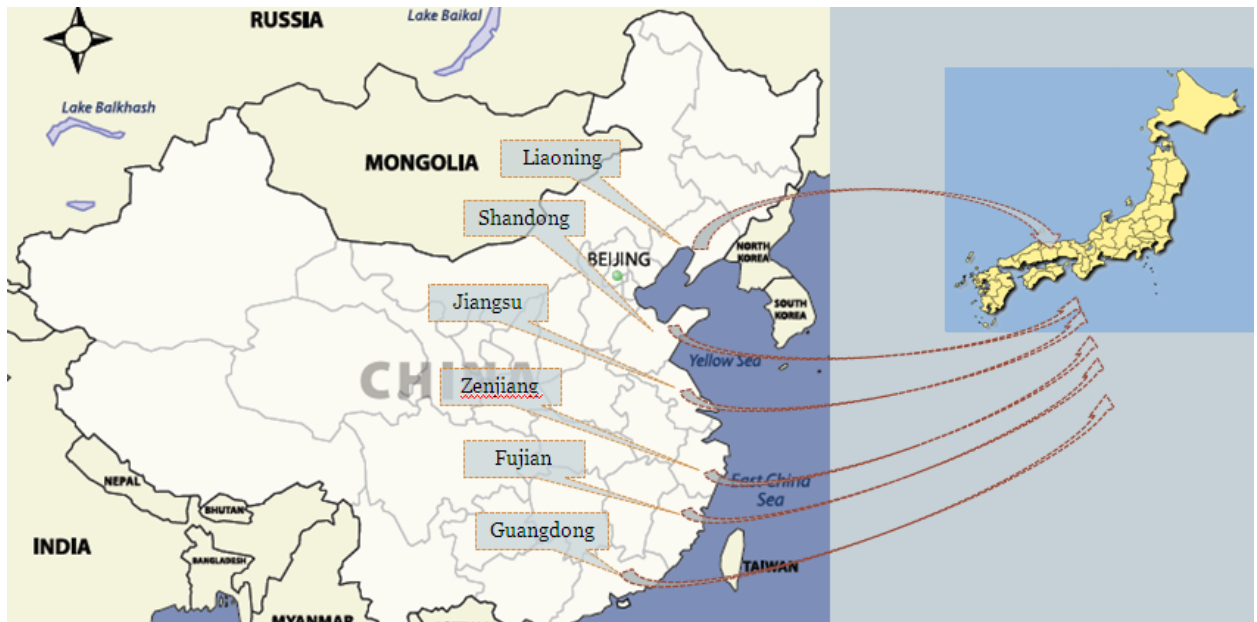 RUSSIA
Lake Baikal
Lake Balkhash
MONGOLIA
Liaoning
Shandong
BEIJING
NORTH
KOREA
Jiangsu
SOUTH
KOREA
Yellow Sea
CHINA
Zenjiang
Fujian
East China
Sea
NEPAL
BHUTAN
Guangdong
INDIA
BANGLADESH
TAIWAN
MYANMAR